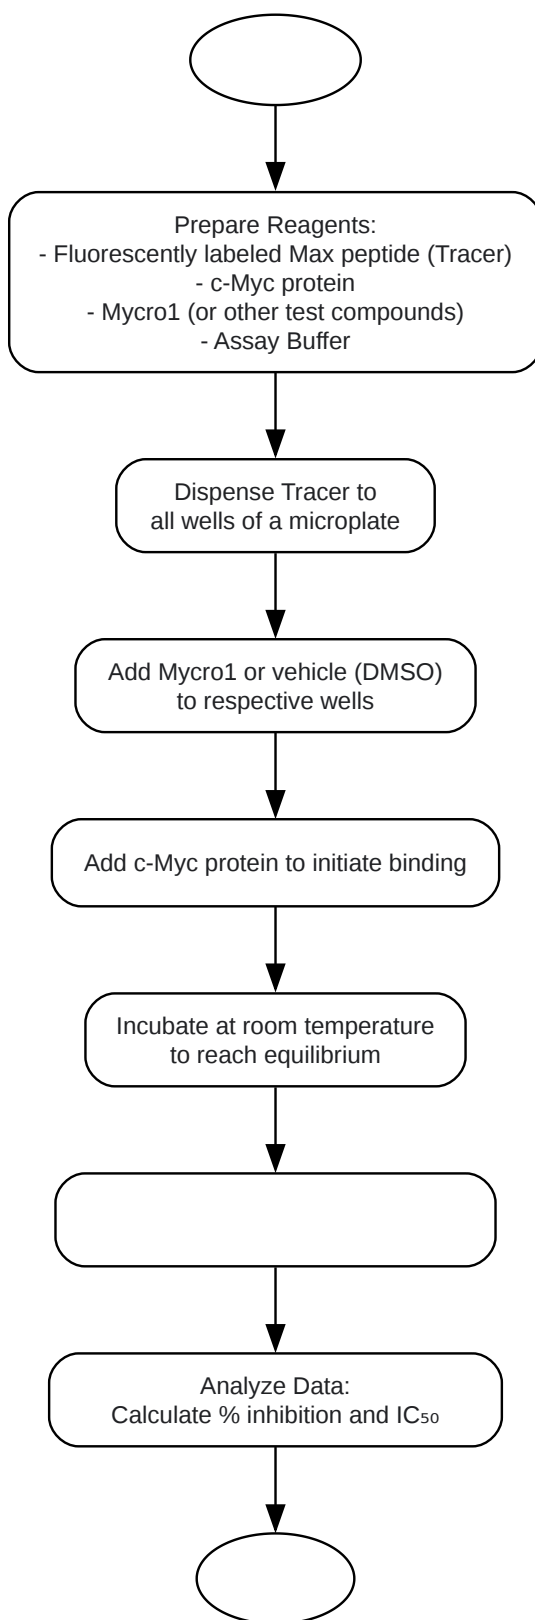 Prepare Reagents:
- Fluorescently labeled Max peptide (Tracer)
- c-Myc protein
- Mycro1 (or other test compounds)
- Assay Buffer
Dispense Tracer to
all wells of a microplate
Add Mycro1 or vehicle (DMSO)
to respective wells
Add c-Myc protein to initiate binding
Incubate at room temperature
to reach equilibrium
Analyze Data:
Calculate % inhibition and IC₅₀